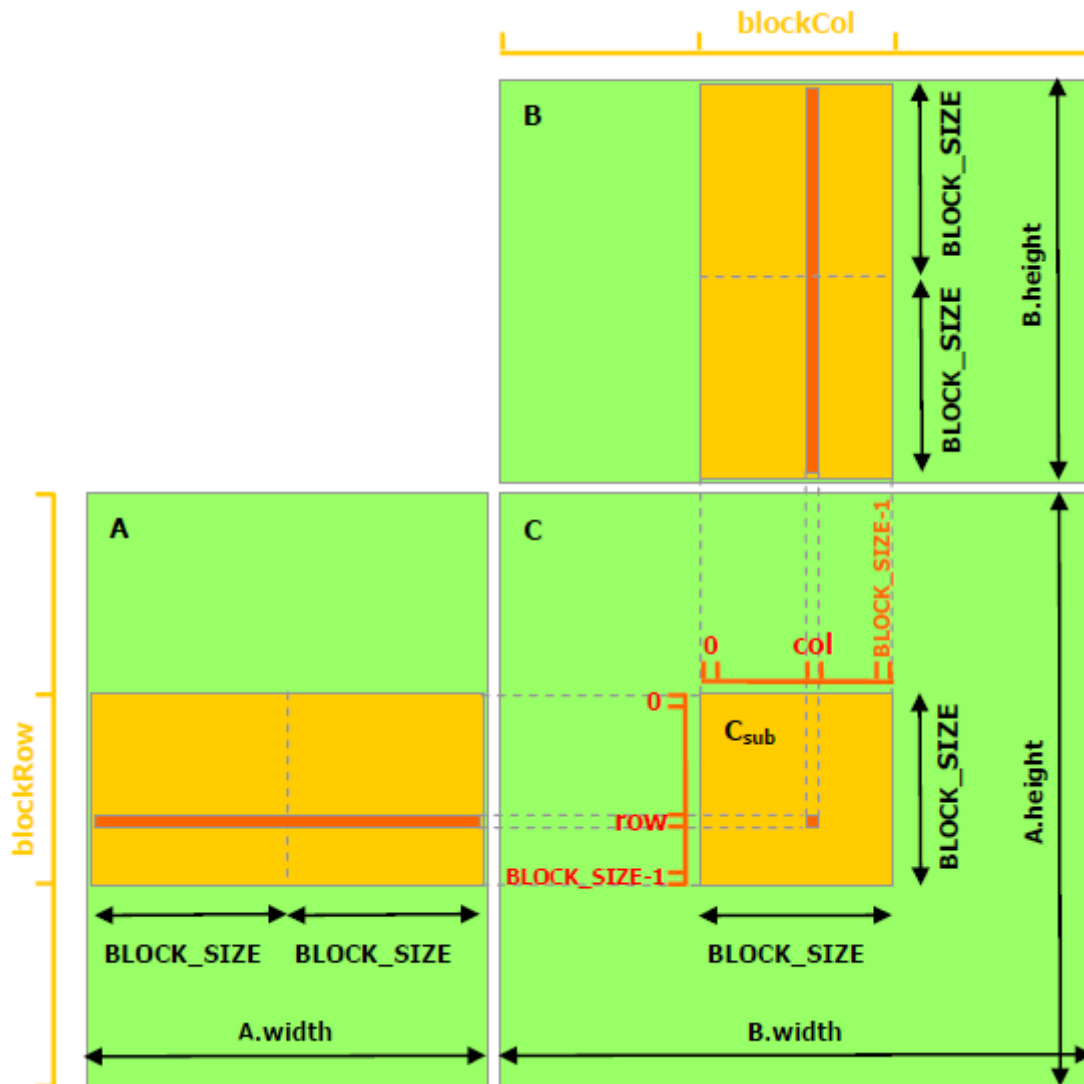 blockCol
B
BLOCK_SIZE
BLOCK_SIZE
B.height
blockRow
A
BLOCK_SIZE
BLOCK_SIZE
A.width
C
BLOCK_SIZE-1
0
col
0
row
BLOCK_SIZE-1
Csub
BLOCK_SIZE
BLOCK_SIZE
A.height
B.width